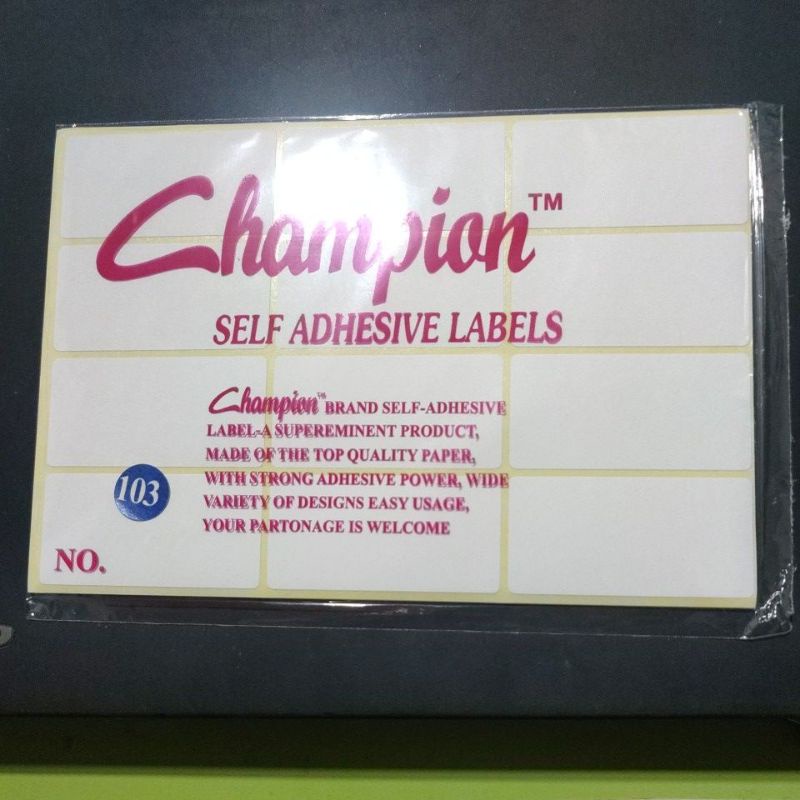 Champion™
SELF ADHESIVE LABELS
Champion™ BRAND SELF-ADHESIVE
LABEL-A SUPEREMINENT PRODUCT,
MADE OF THE TOP QUALITY PAPER,
WITH STRONG ADHESIVE POWER, WIDE
VARIETY OF DESIGNS EASY USAGE,
YOUR PARTONAGE IS WELCOME
103
NO.